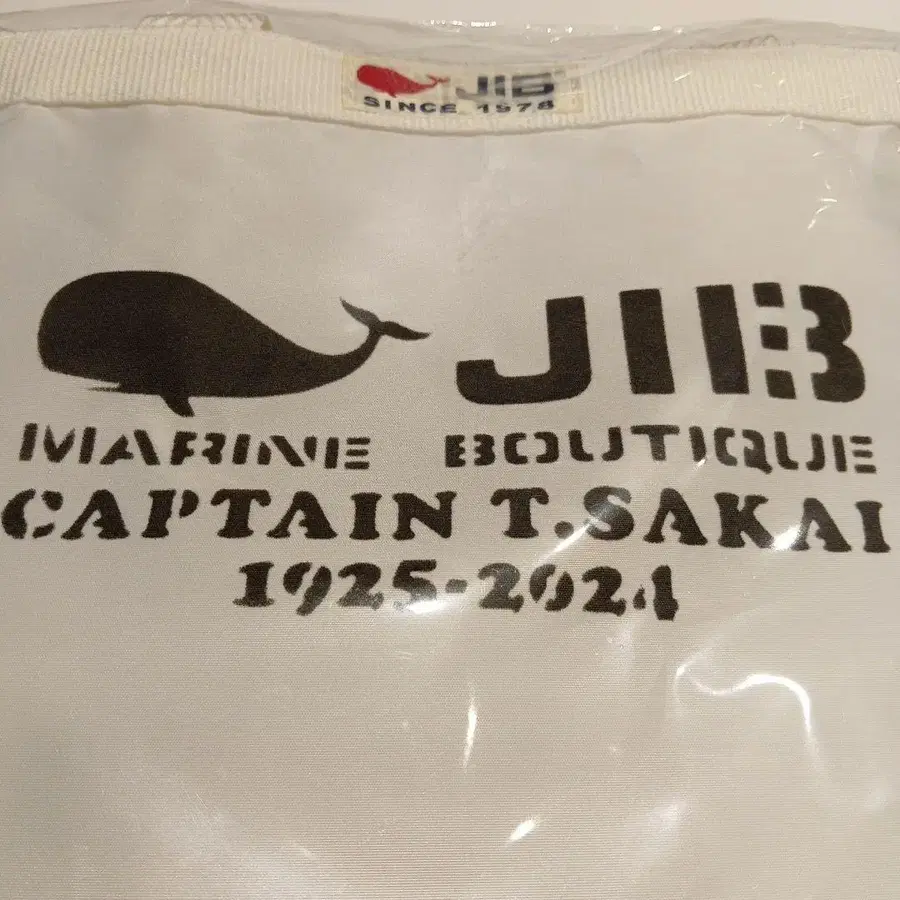 JIB
SINCE 1978
JIB
MARINE BOUTIQUE
CAPTAIN T.SAKAI
1925-2024